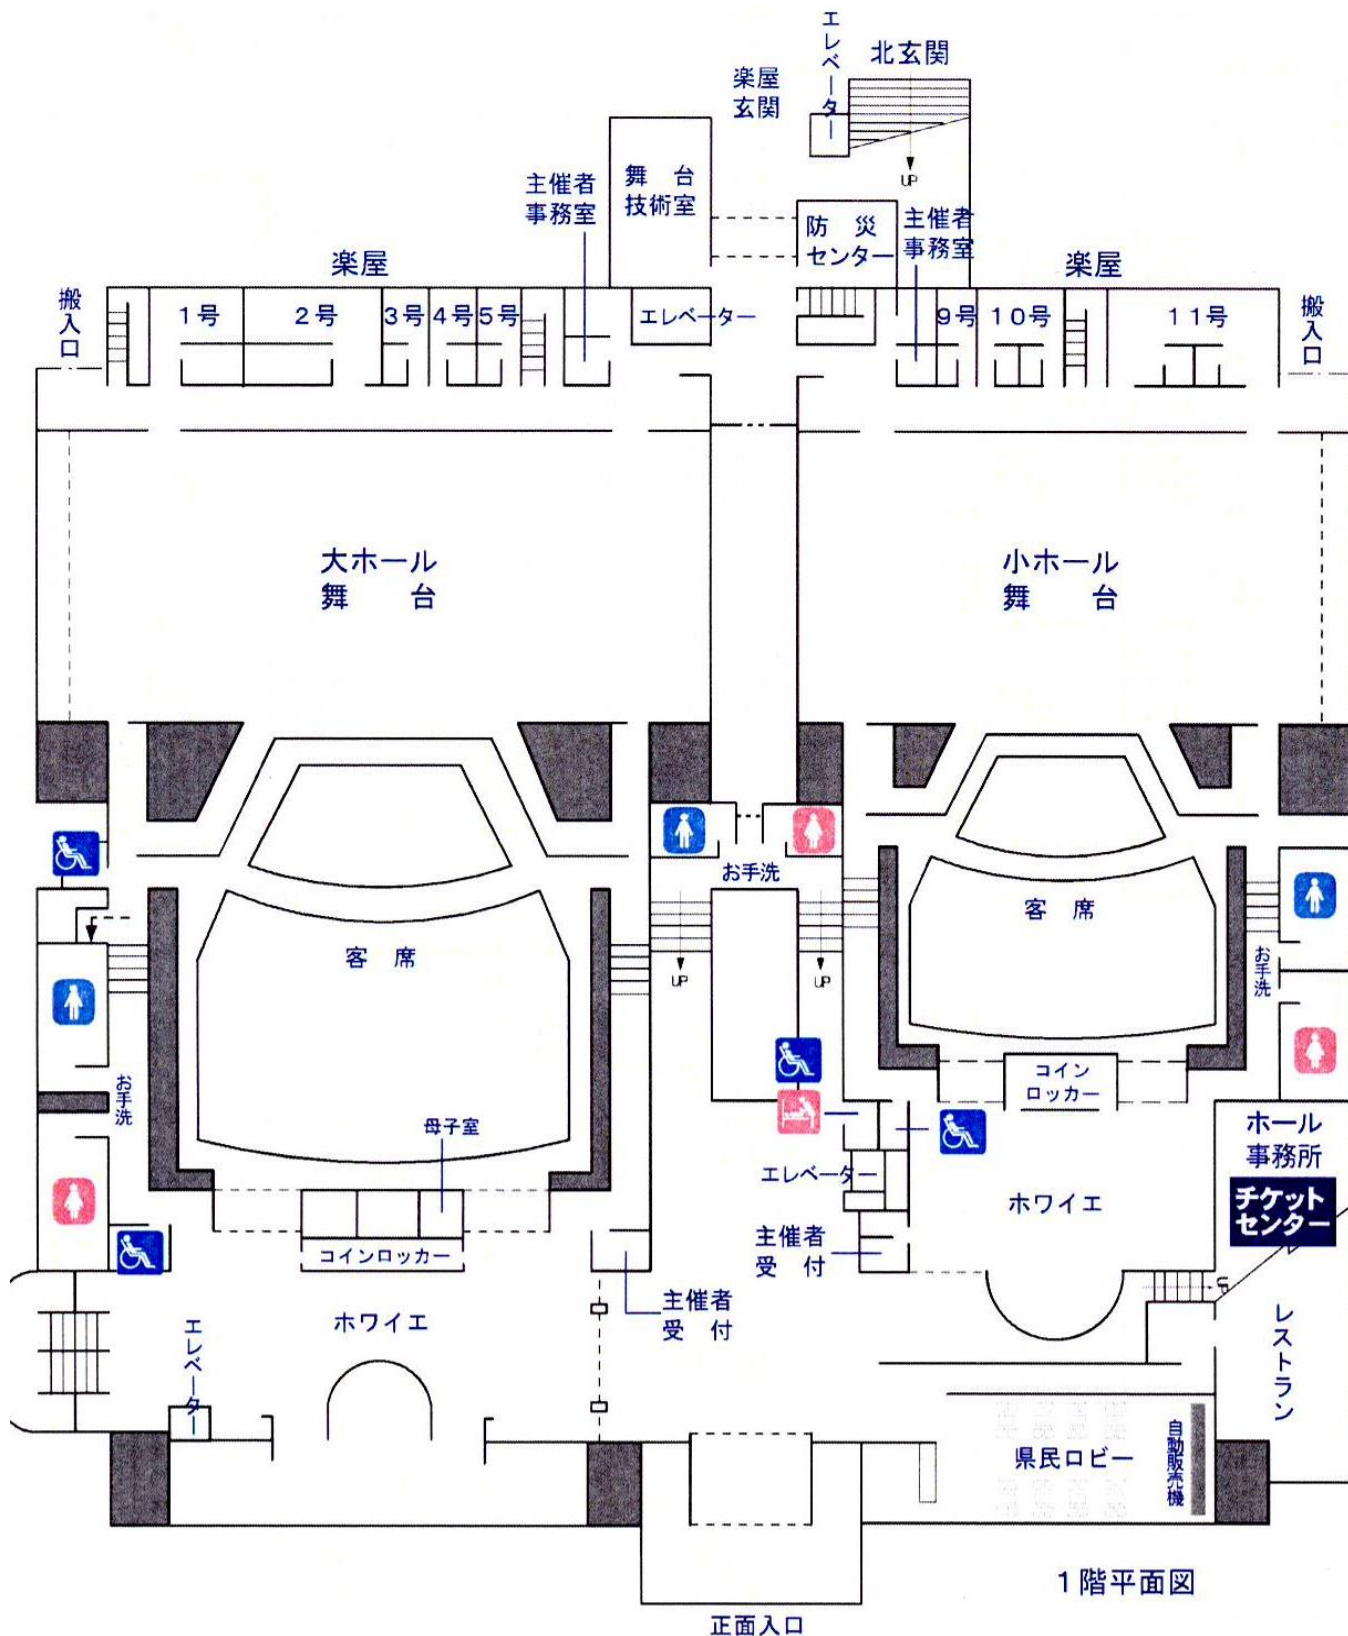 エレベーター
北玄関
楽屋
玄関
UP
舞 台
技術室
主催者
事務室
防 災
センター
主催者
事務室
楽屋
楽屋
搬入口
1号
2号
3号
4号
5号
エレベーター
9号
10号
11号
搬入口
大ホール
舞 台
小ホール
舞 台
お手洗
客 席
客 席
UP
UP
お手洗
お手洗
コイン
ロッカー
母子室
ホール
事務所
チケット
センター
エレベーター
ホワイエ
コインロッカー
主催者
受 付
主催者
受 付
UP
ホワイエ
エレベーター
レストラン
県民ロビー
自動販売機
1階平面図
正面入口